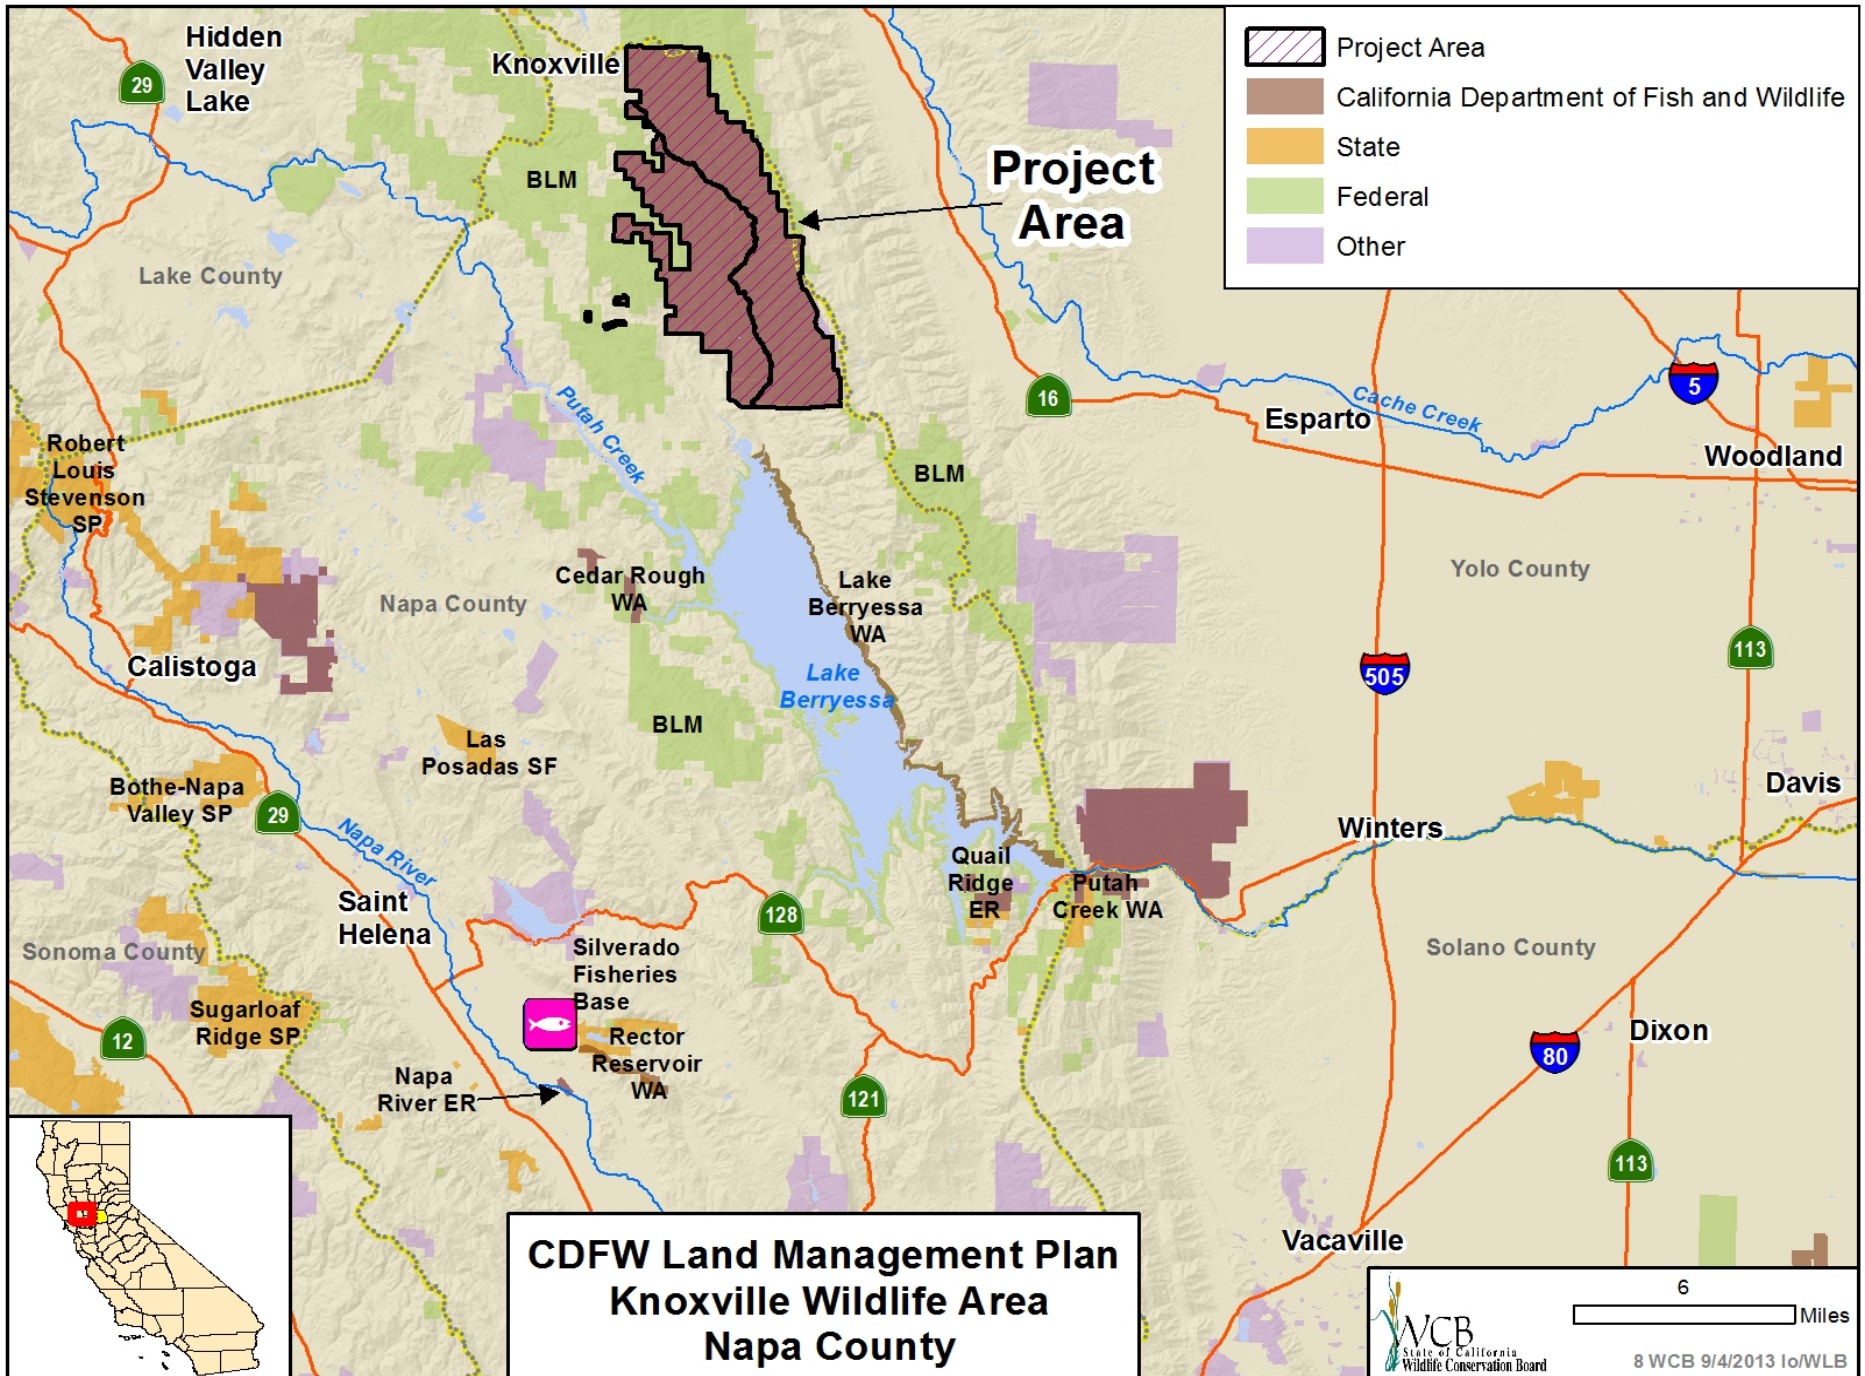 Hidden
Valley
Lake
29
Knoxville
BLM
Project
Area
Project Area
California Department of Fish and Wildlife
State
Federal
Other
Lake County
Putah Creek
16
Esparto
Cache Creek
5
Woodland
Robert
Louis
Stevenson
SP
BLM
Yolo County
Cedar Rough
WA
Napa County
Lake
Berryessa
WA
Lake
Berryessa
Calistoga
505
113
BLM
Las
Posadas SF
Bothe-Napa
Valley SP
29
Napa River
Davis
Winters
Quail
Ridge
ER
Putah
Creek WA
Saint
Helena
128
Sonoma County
Silverado
Fisheries
Base
Solano County
Sugarloaf
Ridge SP
12
Rector
Reservoir
WA
Napa
River ER
121
80
Dixon
113
Vacaville
CDFW Land Management Plan
Knoxville Wildlife Area
Napa County
6
Miles
WCB
State of California
Wildlife Conservation Board
8 WCB 9/4/2013 lo/WLB